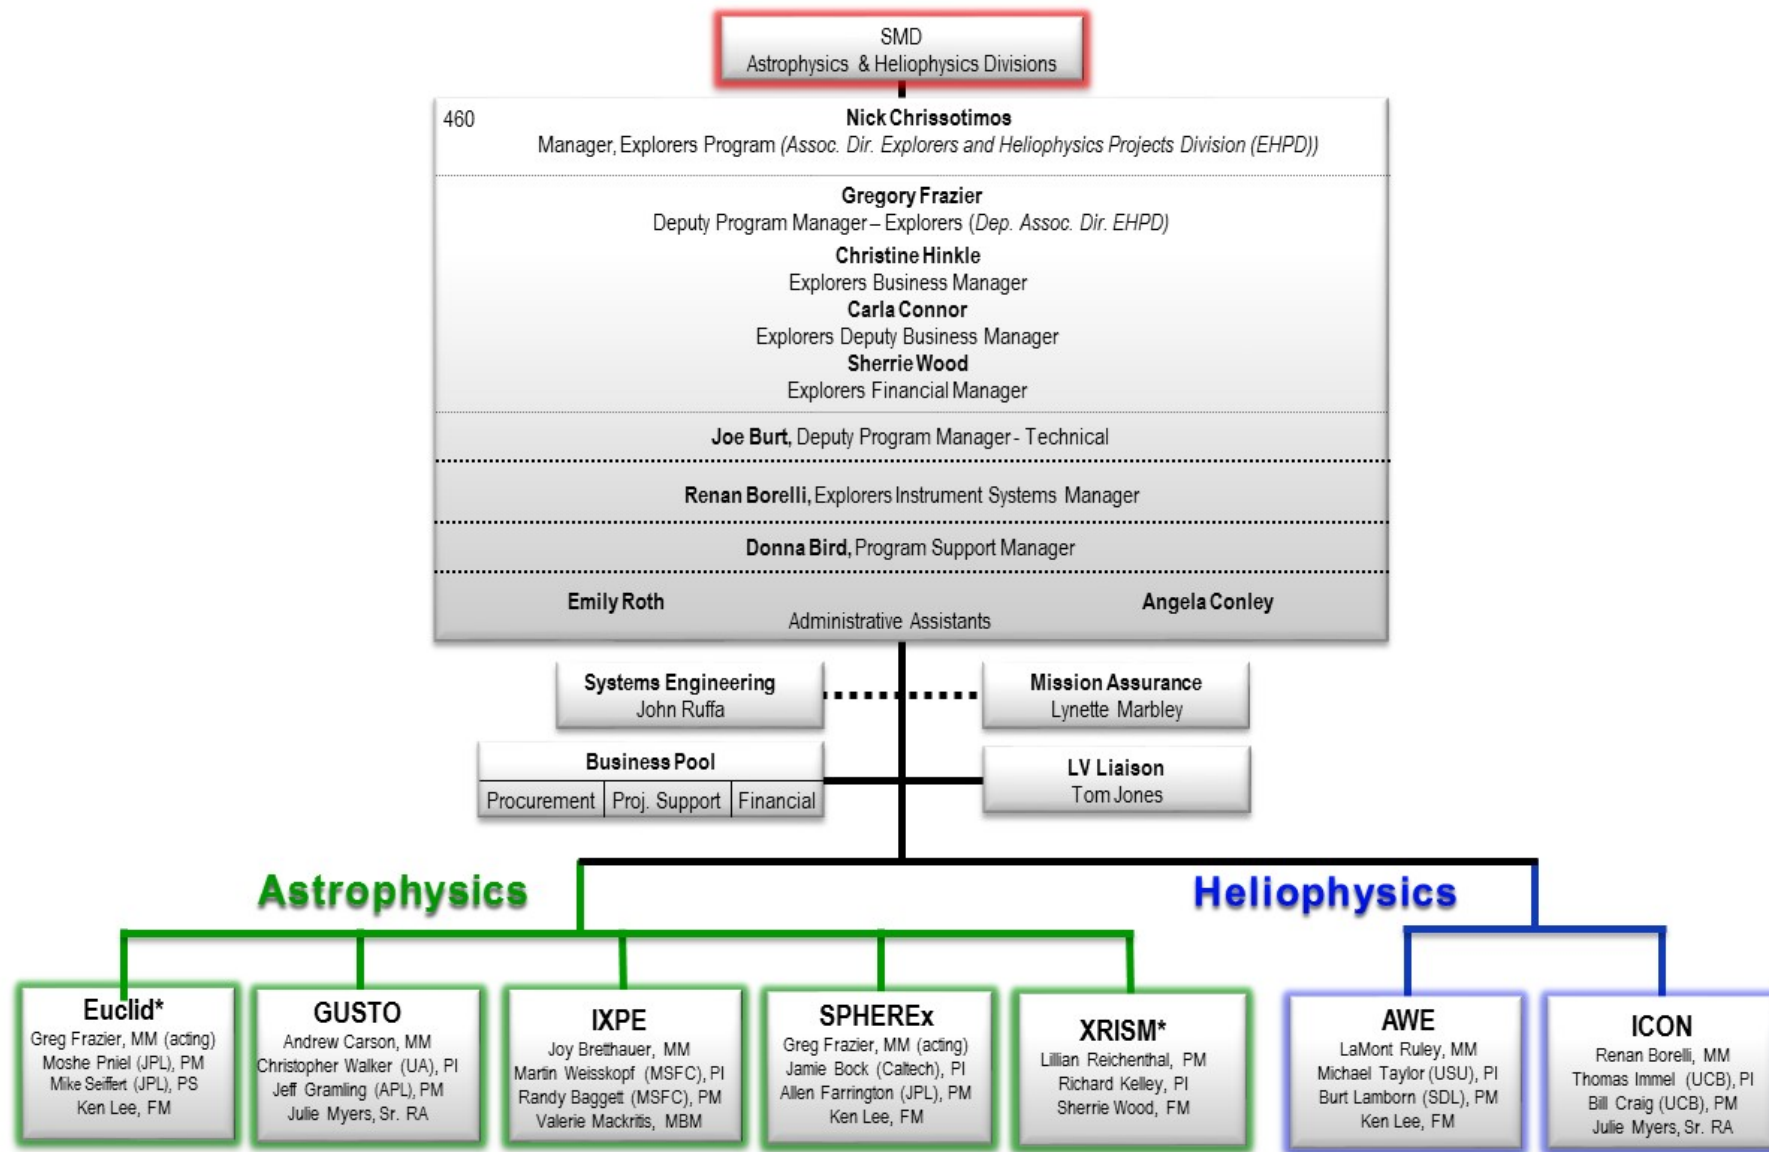 SMD
Astrophysics & Heliophysics Divisions
460
Nick Chrissotimos
Manager, Explorers Program (Assoc. Dir. Explorers and Heliophysics Projects Division (EHPD))
Gregory Frazier
Deputy Program Manager – Explorers (Dep. Assoc. Dir. EHPD)
Christine Hinkle
Explorers Business Manager
Carla Connor
Explorers Deputy Business Manager
Sherrie Wood
Explorers Financial Manager
Joe Burt, Deputy Program Manager - Technical
Renan Borelli, Explorers Instrument Systems Manager
Donna Bird, Program Support Manager
Emily Roth
Angela Conley
Administrative Assistants
Systems Engineering
John Ruffa
Mission Assurance
Lynette Marbley
Business Pool
Procurement
Proj. Support
Financial
LV Liaison
Tom Jones
Astrophysics
Heliophysics
Euclid*
Greg Frazier, MM (acting)
Moshe Pniel (JPL), PM
Mike Seiffert (JPL), PS
Ken Lee, FM
GUSTO
Andrew Carson, MM
Christopher Walker (UA), PI
Jeff Gramling (APL), PM
Julie Myers, Sr. RA
IXPE
Joy Bretthauer, MM
Martin Weisskopf (MSFC), PI
Randy Baggett (MSFC), PM
Valerie Mackritis, MBM
SPHEREx
Greg Frazier, MM (acting)
Jamie Bock (Caltech), PI
Allen Farrington (JPL), PM
Ken Lee, FM
XRISM*
Lillian Reichenthal, PM
Richard Kelley, PI
Sherrie Wood, FM
AWE
LaMont Ruley, MM
Michael Taylor (USU), PI
Burt Lamborn (SDL), PM
Ken Lee, FM
ICON
Renan Borelli, MM
Thomas Immel (UCB), PI
Bill Craig (UCB), PM
Julie Myers, Sr. RA